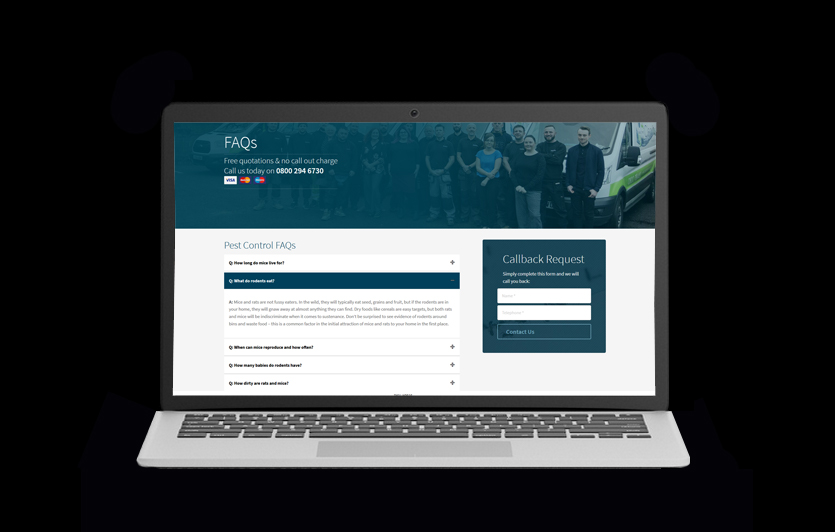 FAQs
Free quotations & no call out charge
Call us today on 0800 294 6730
VISA
Pest Control FAQs
Q: How long do mice live for?
Q: What do rodents eat?
A: Mice and rats are not fussy eaters. In the wild, they will typically eat seed, grains and fruit, but if the rodents are in
your home, they will gnaw away at almost anything they can find. Dry foods like cereals are easy targets, but both rats
and mice will be indiscriminate when it comes to sustenance. Don't be surprised to see evidence of rodents around
bins and waste food – this is a common factor in the initial attraction of mice and rats to your home in the first place.
Q: When can mice reproduce and how often?
Q: How many babies do rodents have?
Q: How dirty are rats and mice?
Callback Request
Simply complete this form and we will
call you back:
Name*
Telephone*
Contact Us